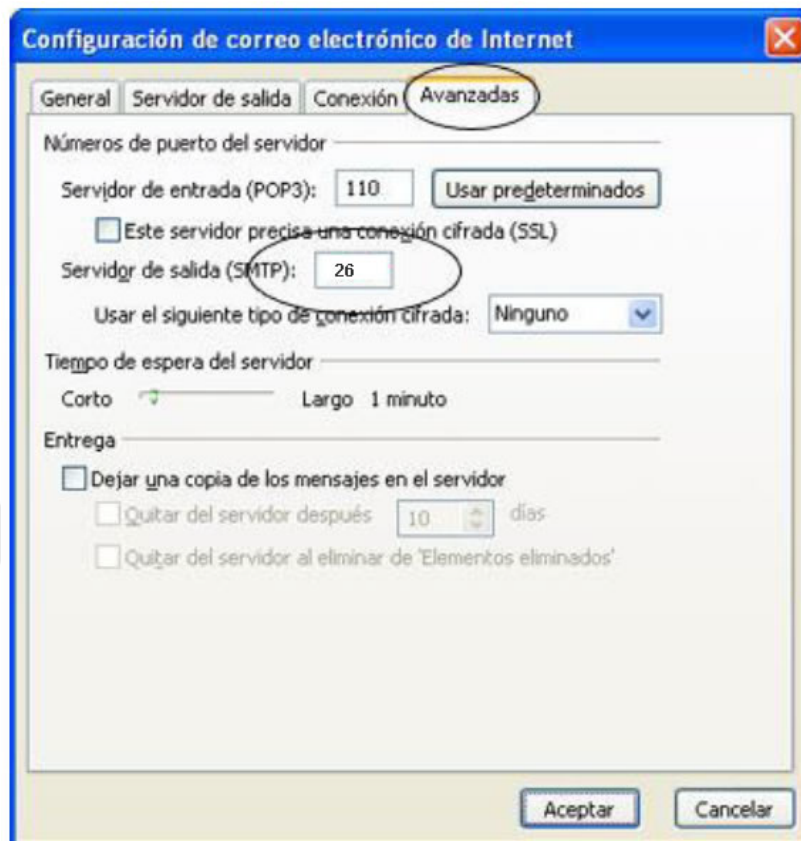 Configuración de correo electrónico de Internet
General Servidor de salida Conexión Avanzadas
Números de puerto del servidor
Servidor de entrada (POP3): 110 Usar predeterminados
Este servidor precisa una conexión cifrada (SSL)
Servidor de salida (SMTP): 26
Usar el siguiente tipo de conexión cifrada: Ninguno
Tiempo de espera del servidor
Corto Largo 1 minuto
Entrega
Dejar una copia de los mensajes en el servidor
Quitar del servidor después 10 días
Quitar del servidor al eliminar de 'Elementos eliminados'
Aceptar Cancelar